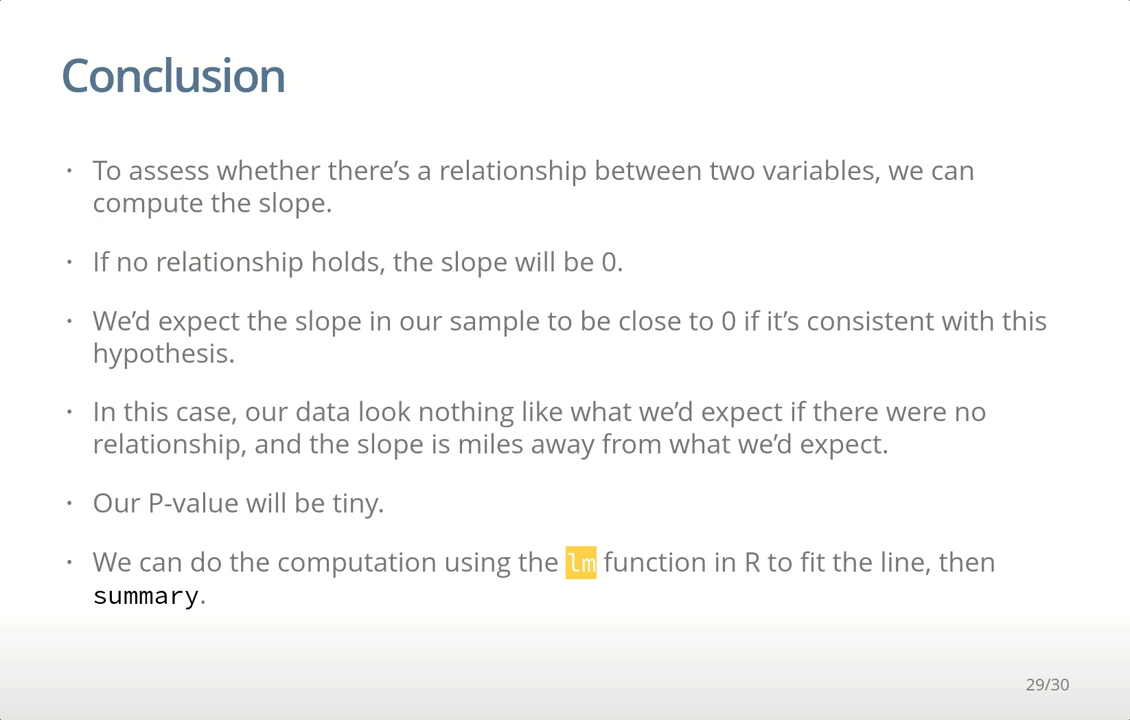 Conclusion
· To assess whether there’s a relationship between two variables, we can
compute the slope.
· If no relationship holds, the slope will be 0.
· We’d expect the slope in our sample to be close to 0 if it’s consistent with this
hypothesis.
· In this case, our data look nothing like what we’d expect if there were no
relationship, and the slope is miles away from what we’d expect.
· Our P-value will be tiny.
· We can do the computation using the lm function in R to fit the line, then
summary.
29/30